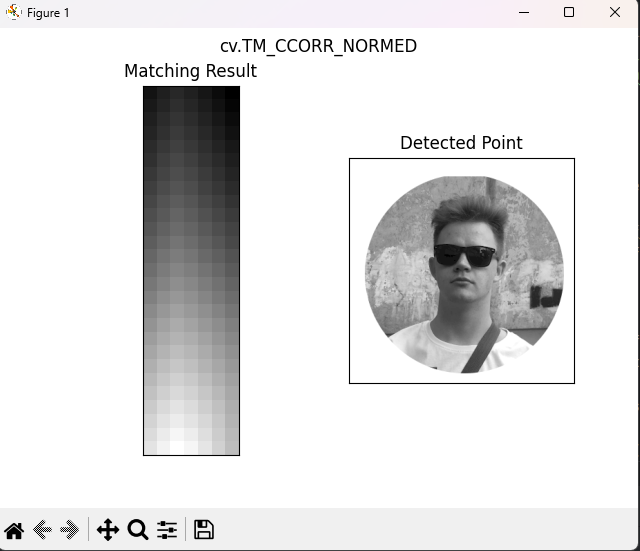 Figure 1
cv.TM_CCORR_NORMED
Matching Result
Detected Point